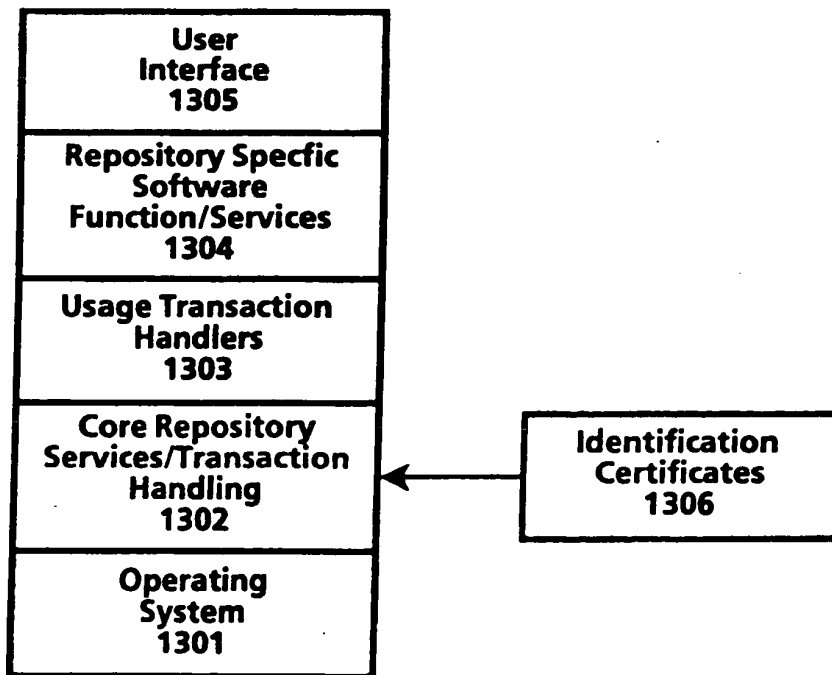 User
Interface
1305
Repository Specfic
Software
Function/Services
1304
Usage Transaction
Handlers
1303
Core Repository
Services/Transaction
Handling
1302
Operating
System
1301
Identification
Certificates
1306